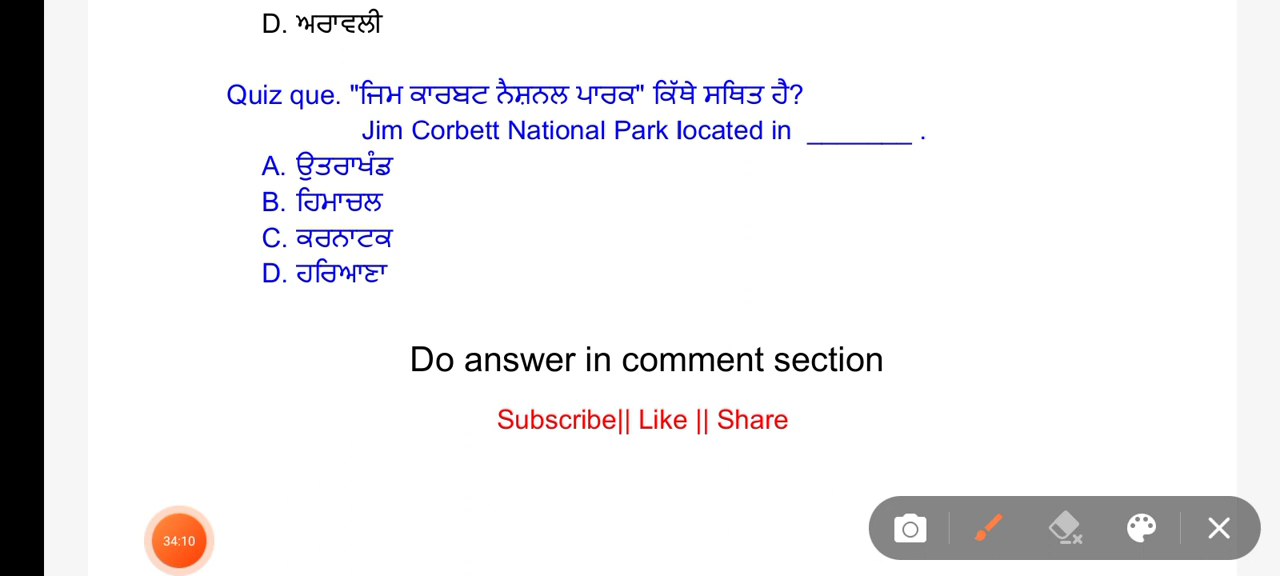 D. ਅਰਾਵਲੀ
Quiz que. "ਜਿਮ ਕਾਰਬਟ ਨੈਸ਼ਨਲ ਪਾਰਕ" ਕਿੱਥੇ ਸਥਿਤ ਹੈ?
Jim Corbett National Park located in _______ .
A. ਉਤਰਾਖੰਡ
B. ਹਿਮਾਚਲ
C. ਕਰਨਾਟਕ
D. ਹਰਿਆਣਾ
Do answer in comment section
Subscribe|| Like || Share
34:10